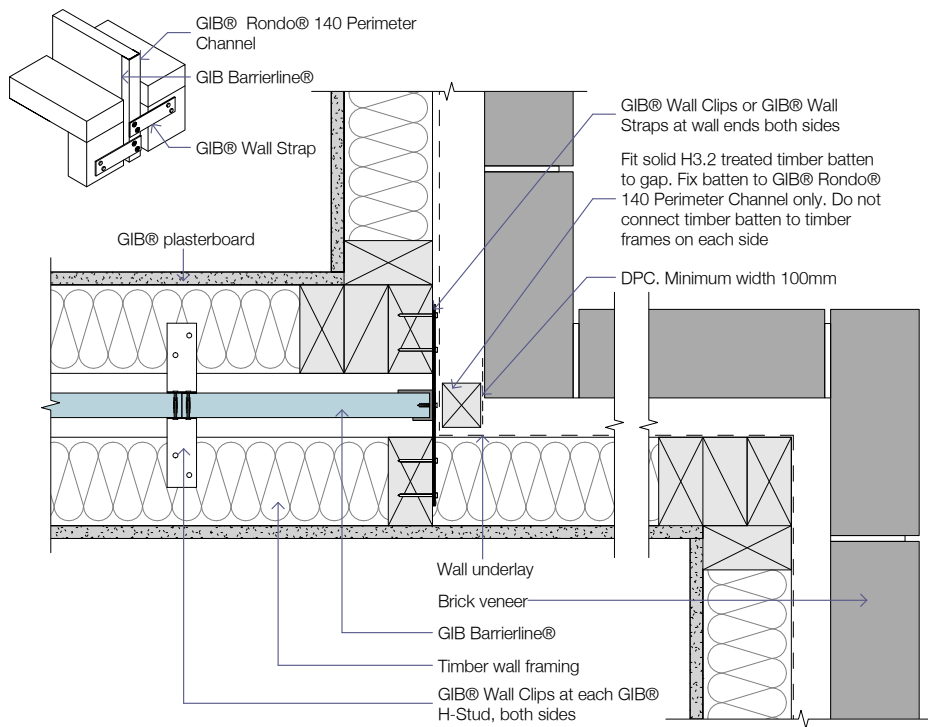 GIB® Rondo® 140 Perimeter
Channel
GIB Barrierline®
GIB® Wall Strap
GIB® plasterboard
GIB® Wall Clips or GIB® Wall
Straps at wall ends both sides
Fit solid H3.2 treated timber batten
to gap. Fix batten to GIB® Rondo®
140 Perimeter Channel only. Do not
connect timber batten to timber
frames on each side
DPC. Minimum width 100mm
Wall underlay
Brick veneer
GIB Barrierline®
Timber wall framing
GIB® Wall Clips at each GIB®
H-Stud, both sides